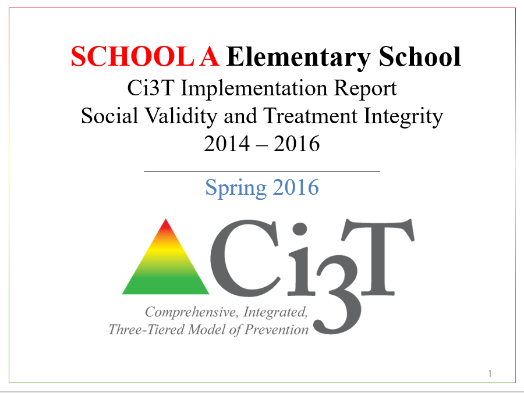 SCHOOL A Elementary School
Ci3T Implementation Report
Social Validity and Treatment Integrity
2014 – 2016
Spring 2016
Ci3T
Comprehensive, Integrated,
Three-Tiered Model of Prevention
1